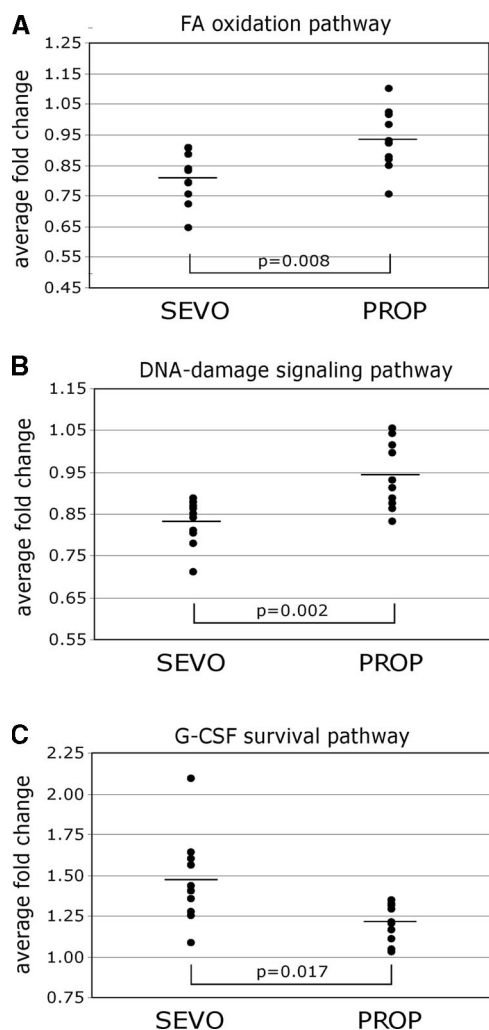 A
FA oxidation pathway
average fold change
1.25
1.15
1.05
0.95
0.85
0.75
0.65
0.55
0.45
p=0.008
SEVO PROP
B
DNA-damage signaling pathway
average fold change
1.15
1.05
0.95
0.85
0.75
0.65
0.55
p=0.002
SEVO PROP
C
G-CSF survival pathway
average fold change
2.25
2.00
1.75
1.50
1.25
1.00
0.75
p=0.017
SEVO PROP